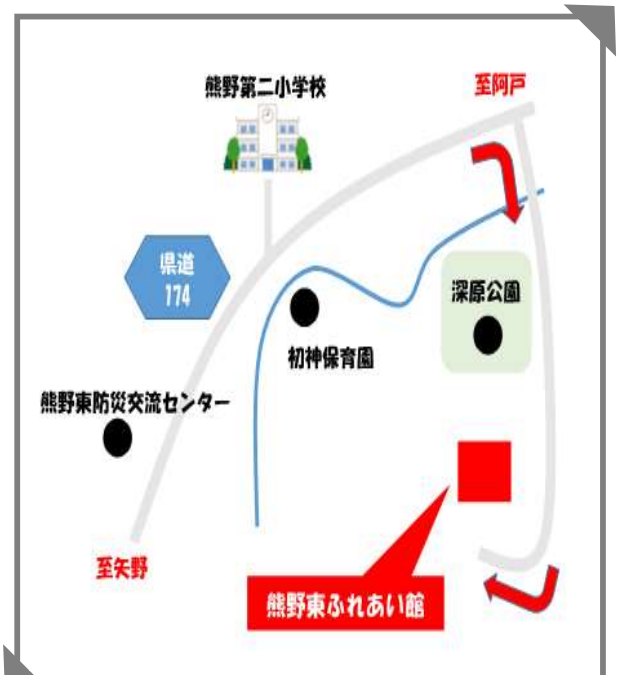 熊野第二小学校
至阿戸
県道
174
深原公園
初神保育園
熊野東防災交流センター
至矢野
熊野東ふれあい館